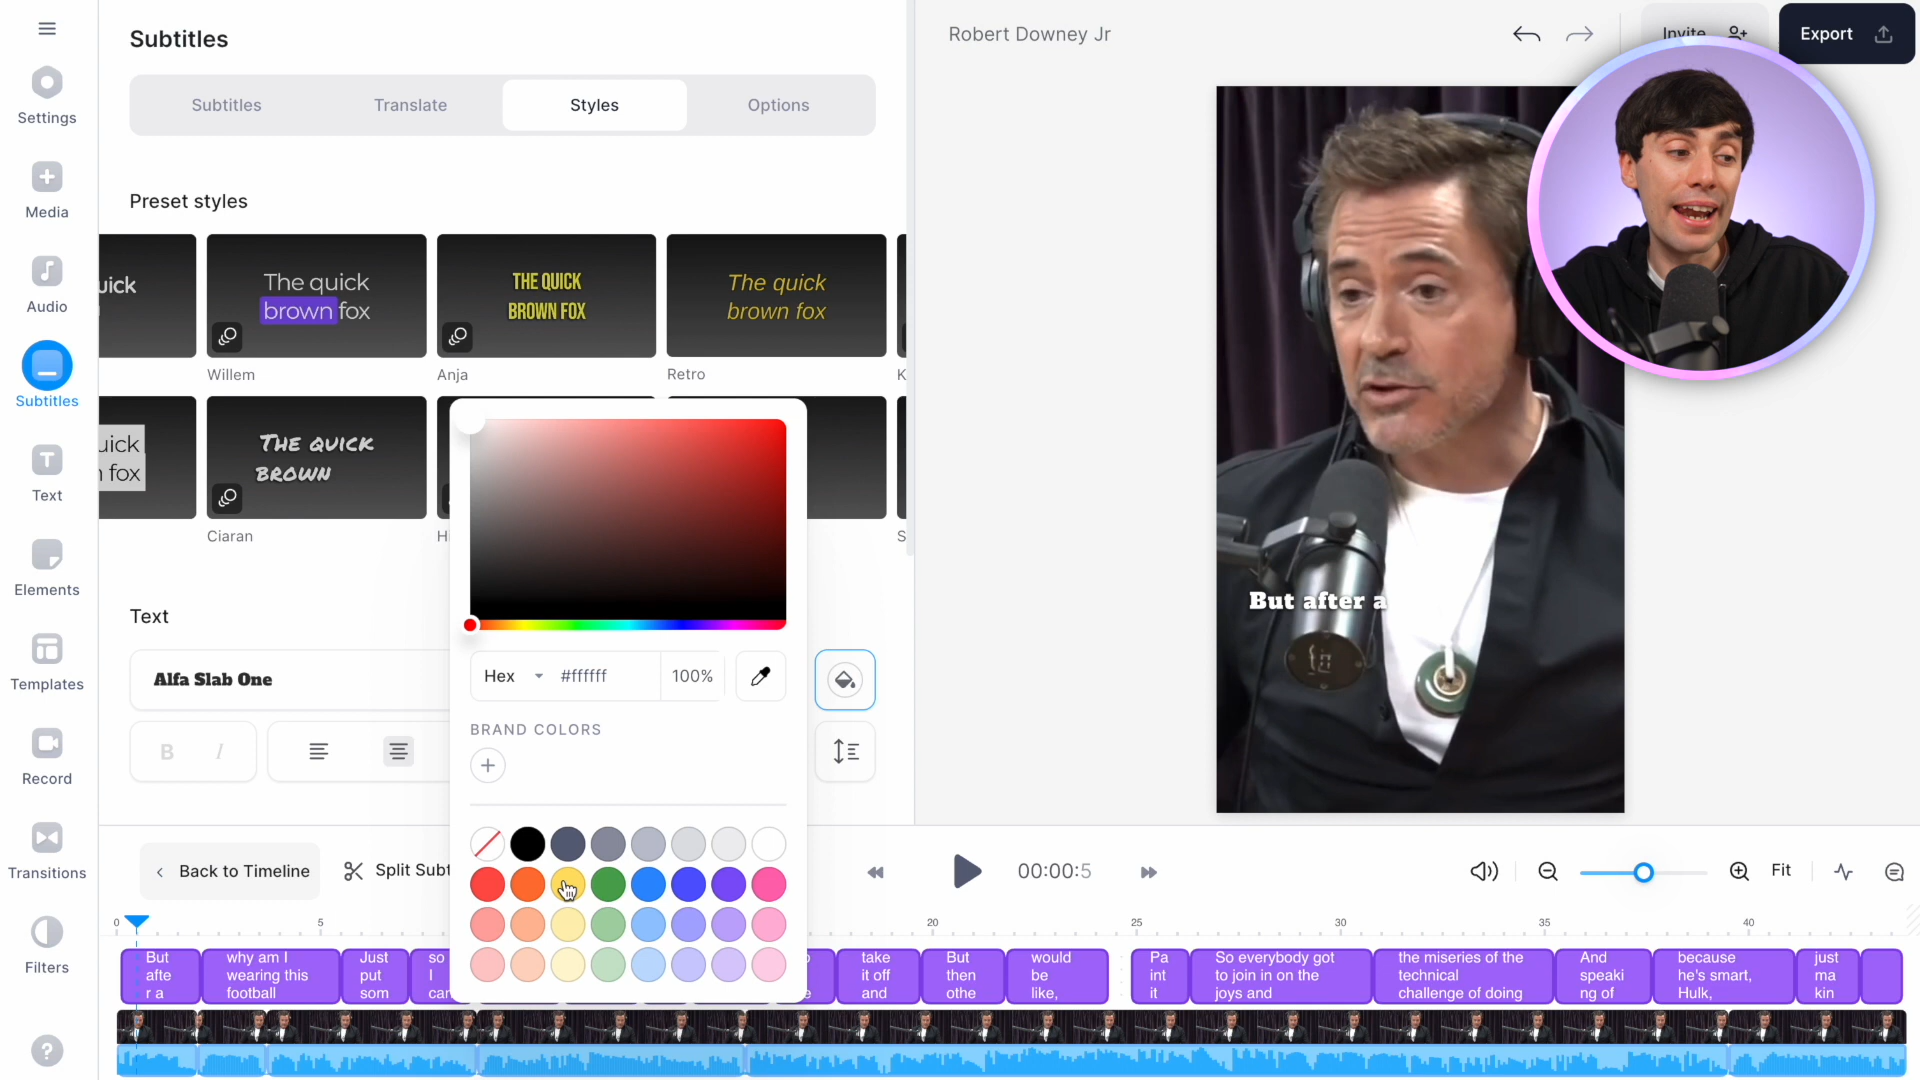 Subtitles
Robert Downey Jr
Invite
Export
Settings
Media
Audio
Subtitles
Text
Elements
Templates
Record
Transitions
Filters
?
Subtitles
Translate
Styles
Options
Preset styles
uick
The quick
brown fox
THE QUICK
BROWN FOX
The quick
brown fox
Willem
Anja
Retro
K
uick
n fox
THE QUICK
BROWN
Ciaran
Hi
S
Text
Alfa Slab One
B I
Hex
#ffffff
100%
BRAND COLORS
But after a
Back to Timeline
Split Subt
00:00:5
Fit
0
5
20
25
30
35
40
But
afte
r a
why am I
wearing this
football
Just
put
som
so
I
car
take
it off
and
But
then
othe
would
be
like,
Pa
int
it
So everybody got
to join in on the
joys and
the miseries of the
technical
challenge of doing
And
speaki
ng of
because
he's smart,
Hulk,
just
ma
kin